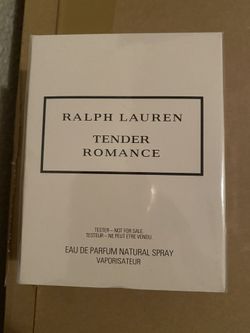 RALPH LAUREN
TENDER
ROMANCE
TESTER – NOT FOR SALE
TESTEUR – NE PEUT ETRE VENDU
EAU DE PARFUM NATURAL SPRAY
VAPORISATEUR